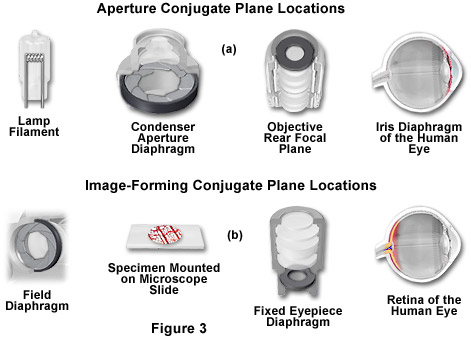 Aperture Conjugate Plane Locations
(a)
Lamp
Filament
Condenser
Aperture
Diaphragm
Objective
Rear Focal
Plane
Iris Diaphragm
of the Human
Eye
Image-Forming Conjugate Plane Locations
(b)
Field
Diaphragm
Specimen Mounted
on Microscope
Slide
Fixed Eyepiece
Diaphragm
Retina of the
Human Eye
Figure 3